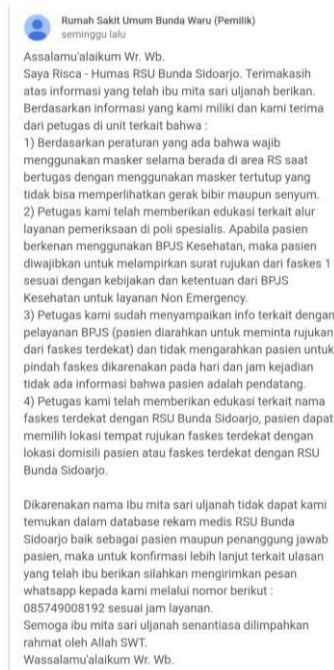 Rumah Sakit Umum Bunda Waru (Pemilik)
seminggu lalu
Assalamu'alaikum Wr. Wb.
Saya Risca - Humas RSU Bunda Sidoarjo. Terimakasih
atas informasi yang telah ibu mita sari uljanah berikan.
Berdasarkan informasi yang kami miliki dan kami terima
dari petugas di unit terkait bahwa :
1) Berdasarkan peraturan yang ada bahwa wajib
menggunakan masker selama berada di area RS saat
bertugas dengan menggunakan masker tertutup yang
tidak bisa memperlihatkan gerak bibir maupun senyum.
2) Petugas kami telah memberikan edukasi terkait alur
layanan pemeriksaan di poli spesialis. Apabila pasien
berkenan menggunakan BPJS Kesehatan, maka pasien
diwajibkan untuk melampirkan surat rujukan dari faskes 1
sesuai dengan kebijakan dan ketentuan dari BPJS
Kesehatan untuk layanan Non Emergency.
3) Petugas kami sudah menyampaikan info terkait dengan
pelayanan BPJS (pasien diarahkan untuk meminta rujukan
dari faskes terdekat) dan tidak mengarahkan pasien untuk
pindah faskes dikarenakan pada hari dan jam kejadian
tidak ada informasi bahwa pasien adalah pendatang.
4) Petugas kami telah memberikan edukasi terkait nama
faskes terdekat dengan RSU Bunda Sidoarjo, pasien dapat
memilih lokasi tempat rujukan faskes terdekat dengan
lokasi domisili pasien atau faskes terdekat dengan RSU
Bunda Sidoarjo.
Dikarenakan nama Ibu mita sari uljanah tidak dapat kami
temukan dalam database rekam medis RSU Bunda
Sidoarjo baik sebagai pasien maupun penanggung jawab
pasien, maka untuk konfirmasi lebih lanjut terkait ulasan
yang telah ibu berikan silahkan mengirimkan pesan
whatsapp kepada kami melalui nomor berikut :
085749008192 sesuai jam layanan.
Semoga ibu mita sari uljanah senantiasa dilimpahkan
rahmat oleh Allah SWT.
Wassalamu'alaikum Wr. Wb.